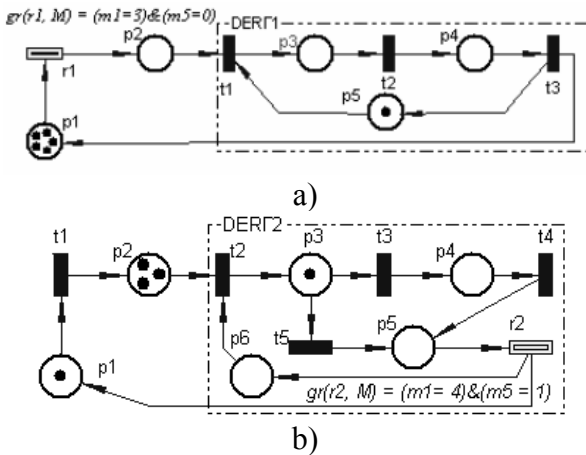 gr(r1, M) = (m1=3)&(m5=0)
DERГ1
p2
p3
p4
r1
t1
t2
t3
p5
p1
a)
DERГ2
t1
p2
t2
p3
t3
p4
t4
t5
p5
r2
p6
p1
gr(r2, M) = (m1= 4)&(m5 = 1)
b)